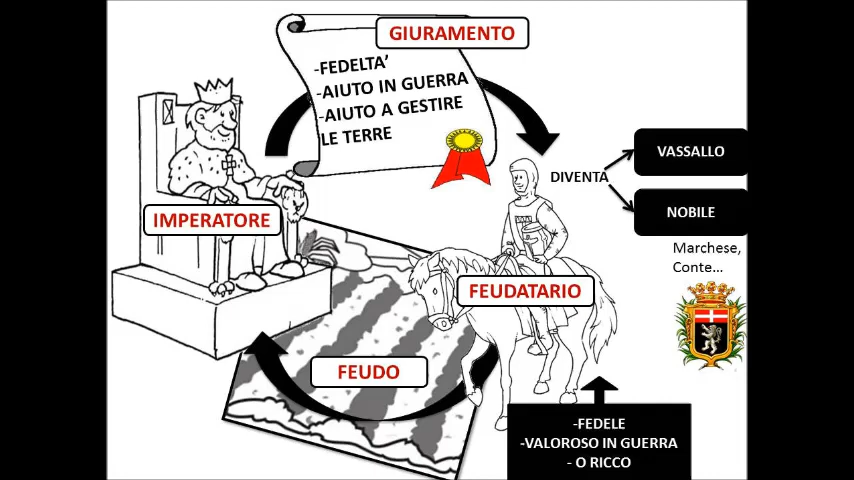 GIURAMENTO
-FEDELTA'
-AIUTO IN GUERRA
-AIUTO A GESTIRE
LE TERRE
DIVENTA
VASSALLO
NOBILE
Marchese,
Conte...
IMPERATORE
FEUDATARIO
FEUDO
-FEDELE
-VALOROSO IN GUERRA
- O RICCO